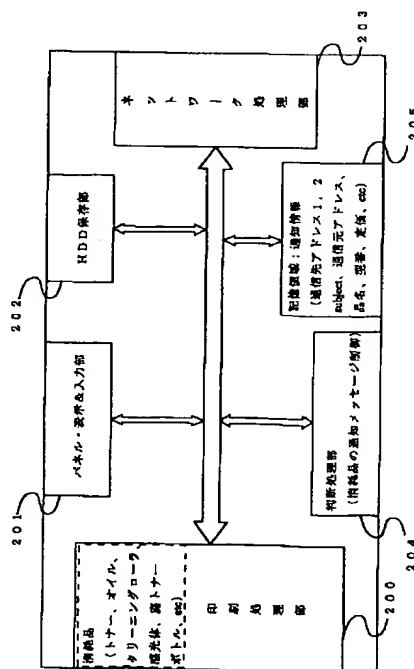 203
ネットワーク処理部
205
HDD保存部
202
記憶領域：通知情報
(通信先アドレス1、2
subject、通信元アドレス、
品名、型番、定価、etc)
パネル・表示&入力部
201
判断処理部
(消耗品の通知メッセージ制御)
204
消耗品
(トナー、オイル、
クリーニングローラ、
感光体、廃トナー
ボトル、etc)
印刷処理部
200